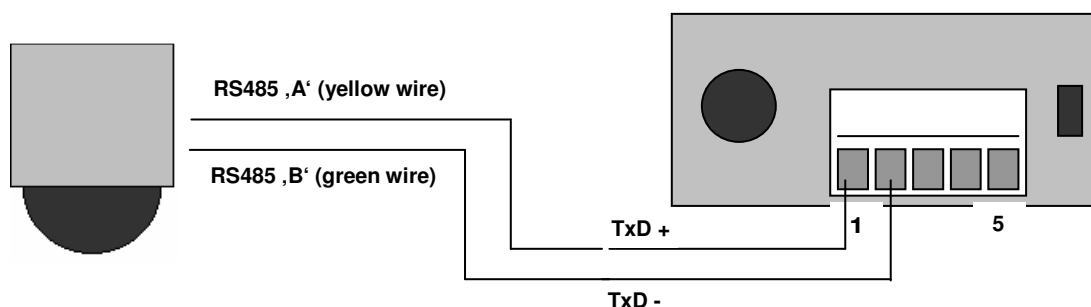 RS485 ‚A‘ (yellow wire)
RS485 ‚B‘ (green wire)
TxD +
1
5
TxD -